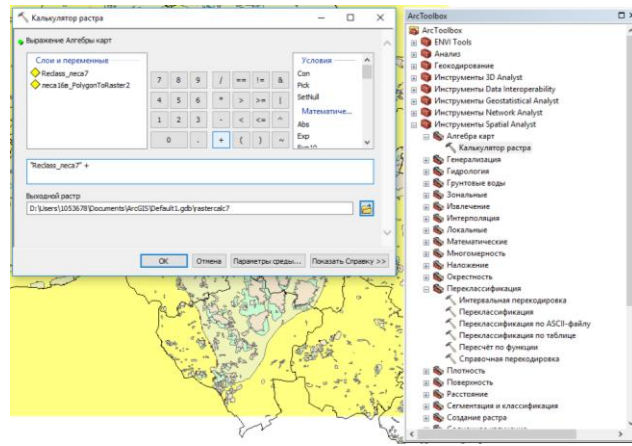 Калькулятор растра
Выражение Алгебры карт
Слои и переменные
Reclass_леса7
леса16в_PolygonToRaster2
7 8 9 / == != &
4 5 6 * > >= |
1 2 3 - < <= ^
0 . + ( ) ~
Условия
Con
Pick
SetNull
Математиче...
Abs
Exp
Exp10
"Reclass_леса7" +
Выходной растр
D:\Users\1053678\Documents\ArcGIS\Default1.gdb\rastercalc7
OK Отмена Параметры среды... Показать Справку >>
ArcToolbox
ArcToolbox
ENVI Tools
Анализ
Геокодирование
Инструменты 3D Analyst
Инструменты Data Interoperability
Инструменты Geostatistical Analyst
Инструменты Network Analyst
Инструменты Spatial Analyst
Алгебра карт
Калькулятор растра
Генерализация
Гидрология
Грунтовые воды
Зональные
Извлечение
Интерполяция
Локальные
Математические
Многомерность
Наложение
Окрестность
Переклассификация
Интервальная перекодировка
Переклассификация
Переклассификация по ASCII-файлу
Переклассификация по таблице
Пересчёт по функции
Справочная перекодировка
Плотность
Поверхность
Расстояние
Сегментация и классификация
Создание растра